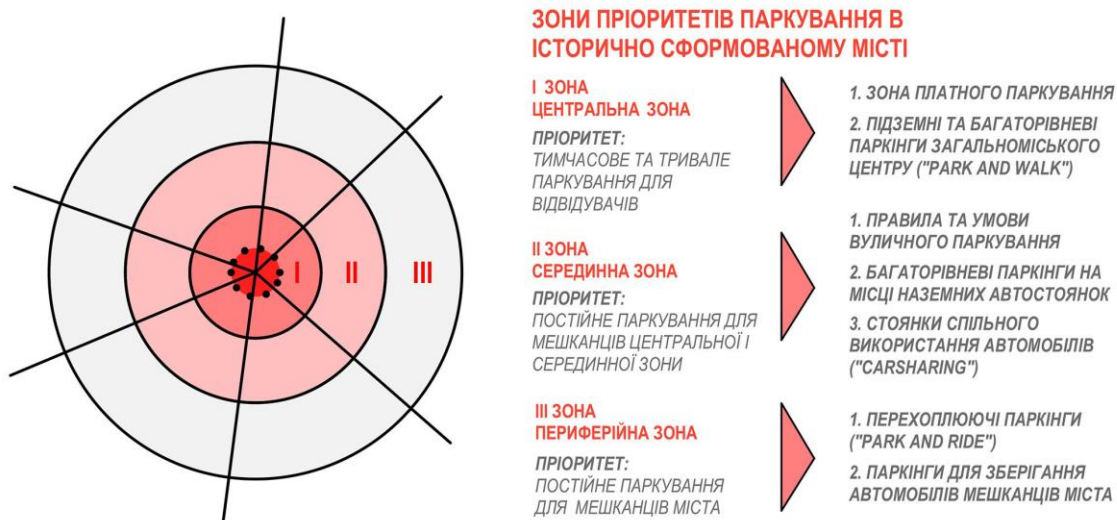 ЗОНИ ПРІОРИТЕТІВ ПАРКУВАННЯ В
ІСТОРИЧНО СФОРМОВАНОМУ МІСТІ
I ЗОНА
ЦЕНТРАЛЬНА ЗОНА
ПРІОРИТЕТ:
ТИМЧАСОВЕ ТА ТРИВАЛЕ
ПАРКУВАННЯ ДЛЯ
ВІДВІДУВАЧІВ
1. ЗОНА ПЛАТНОГО ПАРКУВАННЯ
2. ПІДЗЕМНІ ТА БАГАТОРІВНЕВІ
ПАРКІНГИ ЗАГАЛЬНОМІСЬКОГО
ЦЕНТРУ ("PARK AND WALK")
II ЗОНА
СЕРЕДИННА ЗОНА
ПРІОРИТЕТ:
ПОСТІЙНЕ ПАРКУВАННЯ ДЛЯ
МЕШКАНЦІВ ЦЕНТРАЛЬНОЇ І
СЕРЕДИННОЇ ЗОНИ
1. ПРАВИЛА ТА УМОВИ
ВУЛИЧНОГО ПАРКУВАННЯ
2. БАГАТОРІВНЕВІ ПАРКІНГИ НА
МІСЦІ НАЗЕМНИХ АВТОСТОЯНОК
3. СТОЯНКИ СПІЛЬНОГО
ВИКОРИСТАННЯ АВТОМОБІЛІВ
("CARSHARING")
III ЗОНА
ПЕРИФЕРІЙНА ЗОНА
ПРІОРИТЕТ:
ПОСТІЙНЕ ПАРКУВАННЯ
ДЛЯ МЕШКАНЦІВ МІСТА
1. ПЕРЕХОПЛЮЮЧІ ПАРКІНГИ
("PARK AND RIDE")
2. ПАРКІНГИ ДЛЯ ЗБЕРІГАННЯ
АВТОМОБІЛІВ МЕШКАНЦІВ МІСТА
I II III